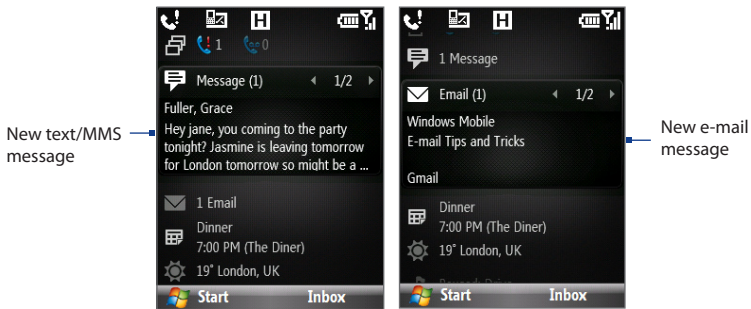 New text/MMS
message
H
1 0
Message (1) 1/2
Fuller, Grace
Hey jane, you coming to the party
tonight? Jasmine is leaving tomorrow
for London tomorrow so might be a ...
1 Email
Dinner
7:00 PM (The Diner)
19° London, UK
Start Inbox
H
1 Message
Email (1) 1/2
Windows Mobile
E-mail Tips and Tricks
Gmail
Dinner
7:00 PM (The Diner)
19° London, UK
Start Inbox
New e-mail
message